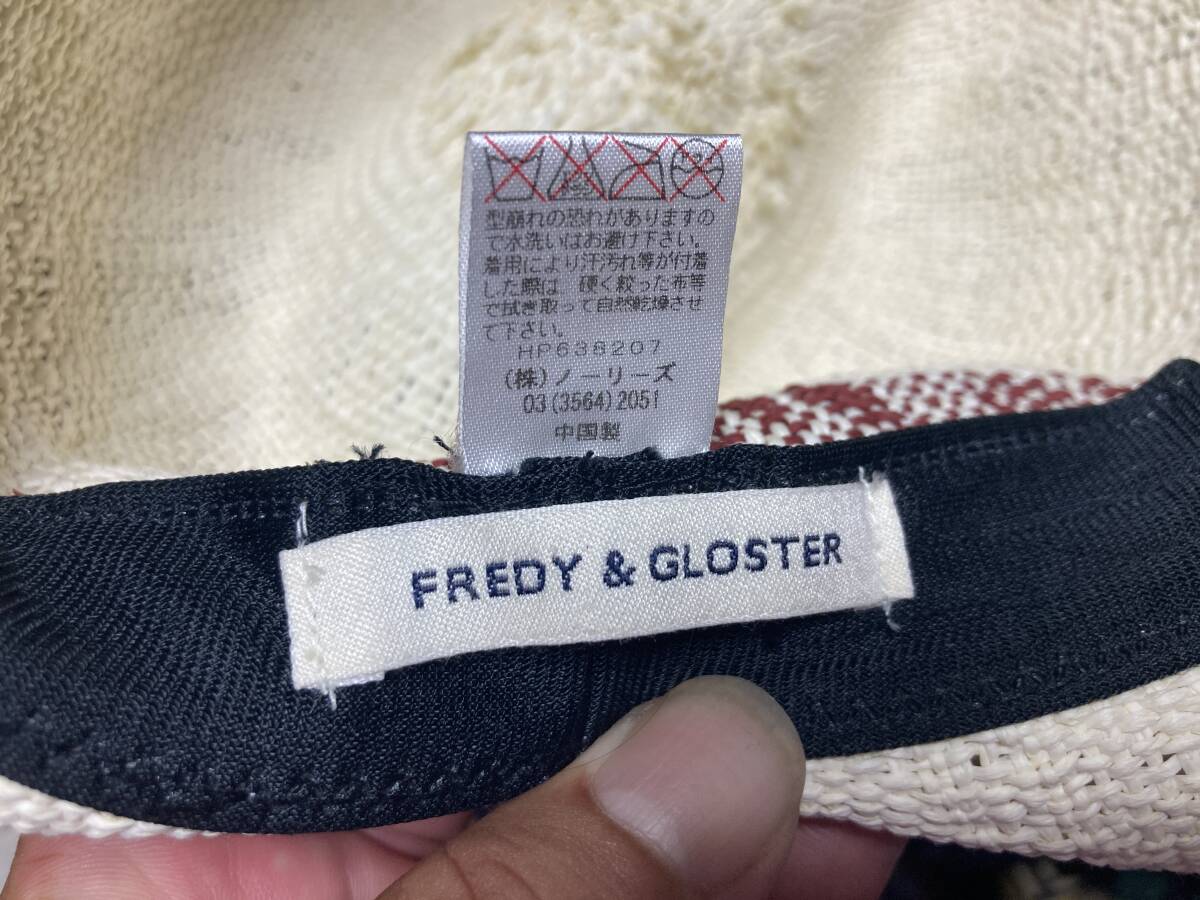 型崩れの恐れがありますの
で水洗いはお避け下さい。
着用により汗汚れ等が付着
した際は 硬く絞った布等
で拭き取って自然乾燥させ
て下さい。
HP638207
(株)ノーリーズ
03(3564)2051
中国製
FREDY & GLOSTER